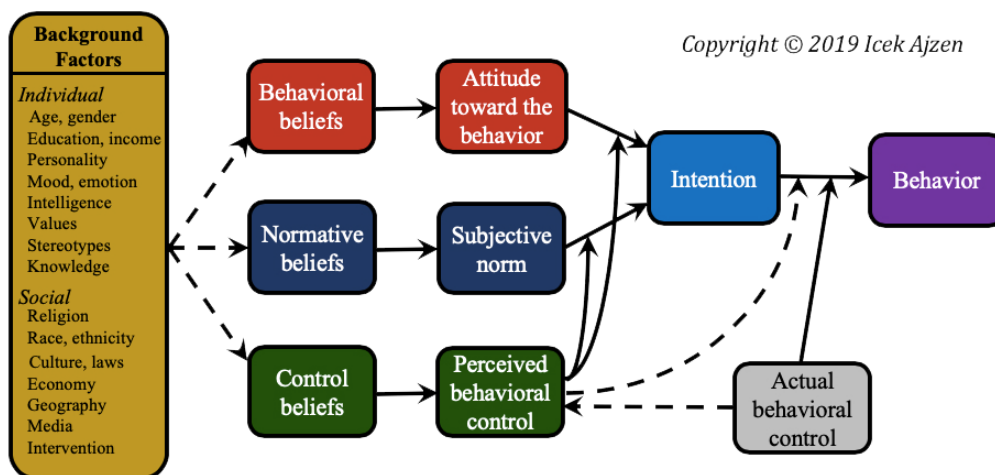 Background
Factors
Individual
Age, gender
Education, income
Personality
Mood, emotion
Intelligence
Values
Stereotypes
Knowledge
Social
Religion
Race, ethnicity
Culture, laws
Economy
Geography
Media
Intervention
Copyright © 2019 Icek Ajzen
Behavioral
beliefs
Attitude
toward the
behavior
Normative
beliefs
Subjective
norm
Control
beliefs
Perceived
behavioral
control
Intention
Behavior
Actual
behavioral
control